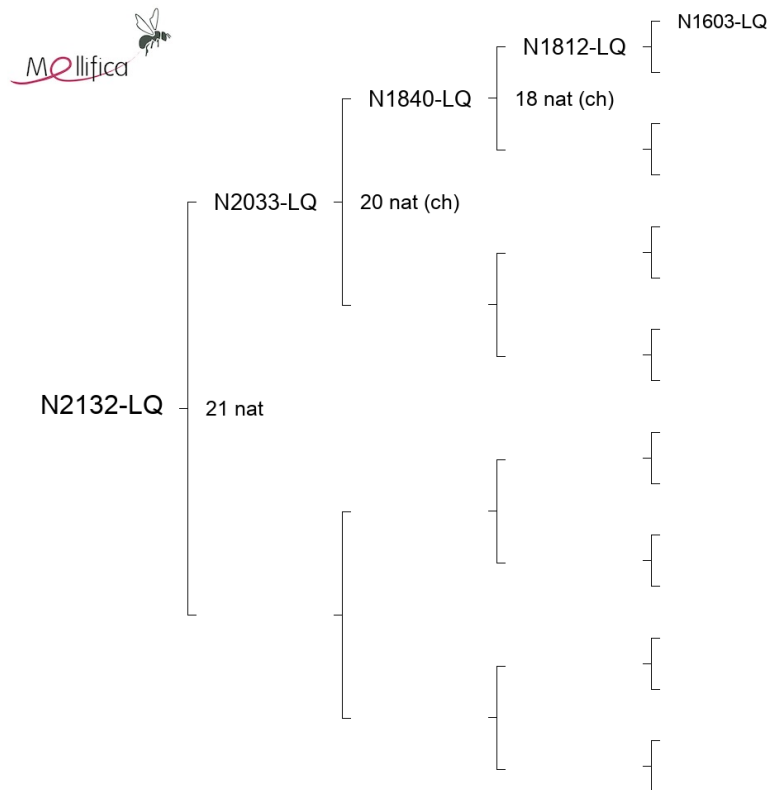 Mellifica
N1603-LQ
N1812-LQ
N1840-LQ
18 nat (ch)
N2033-LQ
20 nat (ch)
N2132-LQ
21 nat